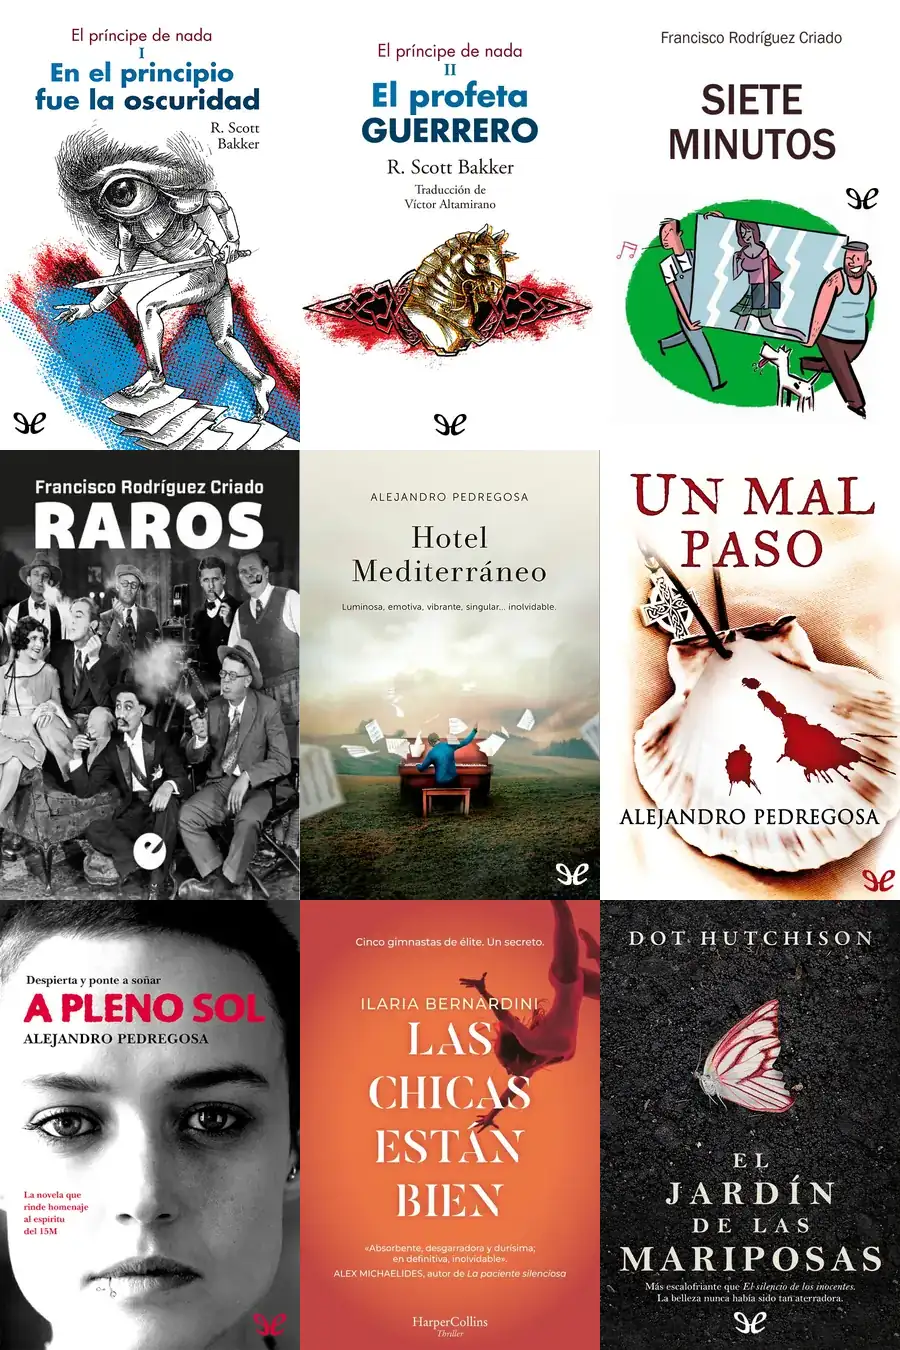 El príncipe de nada
I
En el principio
fue la oscuridad
R. Scott
Bakker
El príncipe de nada
II
El profeta
GUERRERO
R. Scott Bakker
Traducción de
Víctor Altamirano
Francisco Rodríguez Criado
SIETE
MINUTOS
Francisco Rodríguez Criado
RAROS
e
ALEJANDRO PEDREGOSA
Hotel
Mediterráneo
Luminosa, emotiva, vibrante, singular... inolvidable.
UN MAL
PASO
ALEJANDRO PEDREGOSA
Despierta y ponte a soñar
A PLENO SOL
ALEJANDRO PEDREGOSA
La novela que
rinde homenaje
al espíritu
del 15M
Cinco gimnastas de élite. Un secreto.
ILARIA BERNARDINI
LAS
CHICAS
ESTÁN
BIEN
«Absorbente, desgarradora y durísima;
en definitiva, inolvidable».
ALEX MICHAELIDES, autor de La paciente silenciosa
HarperCollins
Thriller
DOT HUTCHISON
EL
JARDÍN
DE LAS
MARIPOSAS
Más escalofriante que El silencio de los inocentes.
La belleza nunca había sido tan aterradora.